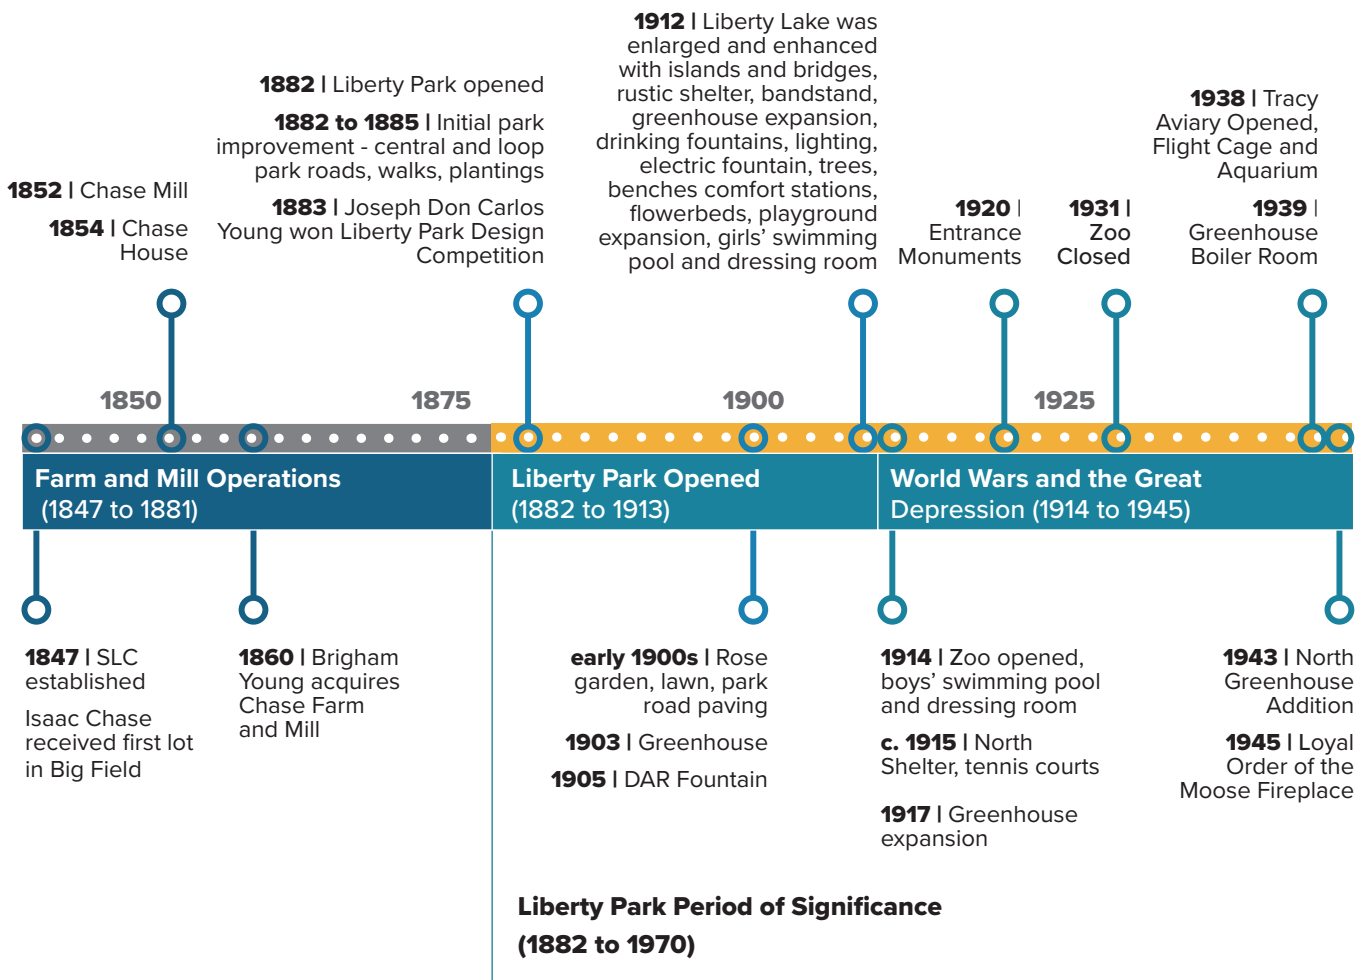 1852 | Chase Mill
1854 | Chase
House
1882 | Liberty Park opened
1882 to 1885 | Initial park
improvement - central and loop
park roads, walks, plantings
1883 | Joseph Don Carlos
Young won Liberty Park Design
Competition
1912 | Liberty Lake was
enlarged and enhanced
with islands and bridges,
rustic shelter, bandstand,
greenhouse expansion,
drinking fountains, lighting,
electric fountain, trees,
benches comfort stations,
flowerbeds, playground
expansion, girls' swimming
pool and dressing room
1920 |
Entrance
Monuments
1931 |
Zoo
Closed
1938 | Tracy
Aviary Opened,
Flight Cage and
Aquarium
1939 |
Greenhouse
Boiler Room
1850
1875
1900
1925
Farm and Mill Operations
(1847 to 1881)
Liberty Park Opened
(1882 to 1913)
World Wars and the Great
Depression (1914 to 1945)
1847 | SLC
established
Isaac Chase
received first lot
in Big Field
1860 | Brigham
Young acquires
Chase Farm
and Mill
early 1900s | Rose
garden, lawn, park
road paving
1903 | Greenhouse
1905 | DAR Fountain
1914 | Zoo opened,
boys' swimming pool
and dressing room
c. 1915 | North
Shelter, tennis courts
1917 | Greenhouse
expansion
1943 | North
Greenhouse
Addition
1945 | Loyal
Order of the
Moose Fireplace
Liberty Park Period of Significance
(1882 to 1970)